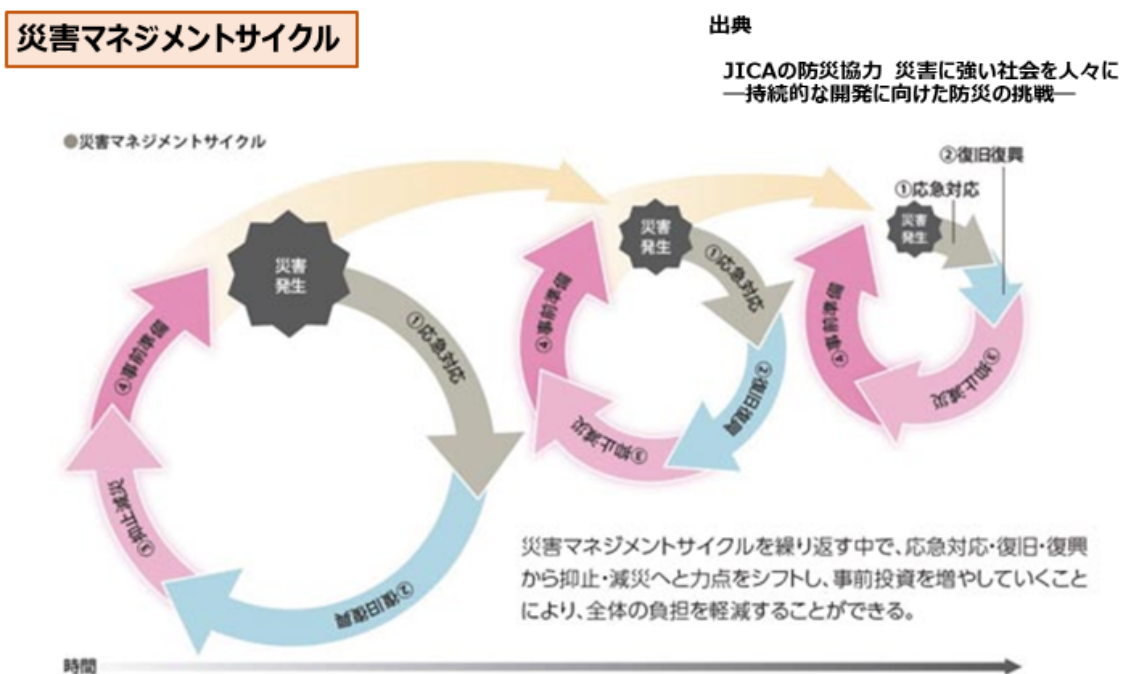 災害マネジメントサイクル
出典
JICAの防災協力 災害に強い社会を人々に
―持続的な開発に向けた防災の挑戦―
●災害マネジメントサイクル
災害
発生
①応急対応
②復旧復興
③抑止減災
④事前準備
災害
発生
①応急対応
②復旧復興
③抑止減災
④事前準備
災害
発生
①応急対応
②復旧復興
③抑止減災
④事前準備
災害マネジメントサイクルを繰り返す中で、応急対応・復旧・復興
から抑止・減災へと力点をシフトし、事前投資を増やしていくこと
により、全体の負担を軽減することができる。
時間